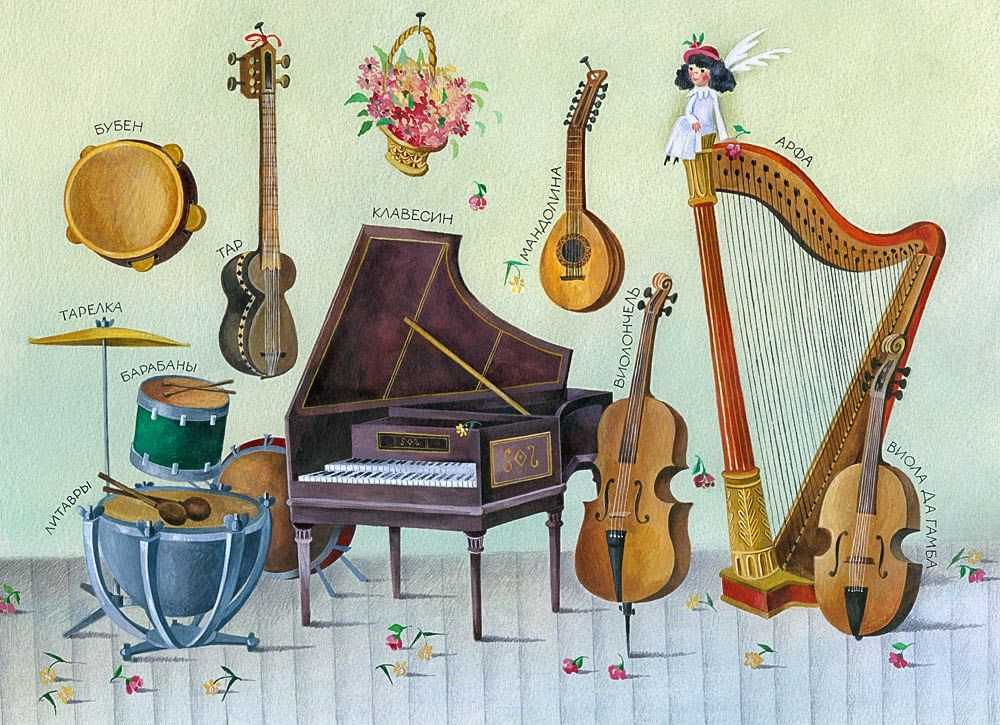 БУБЕН
ТАР
КЛАВЕСИН
МАНДОЛИНА
АРФА
ТАРЕЛКА
БАРАБАНЫ
ВИОЛОНЧЕЛЬ
ЛИТАВРЫ
ВИОЛА ДА ГАМБА